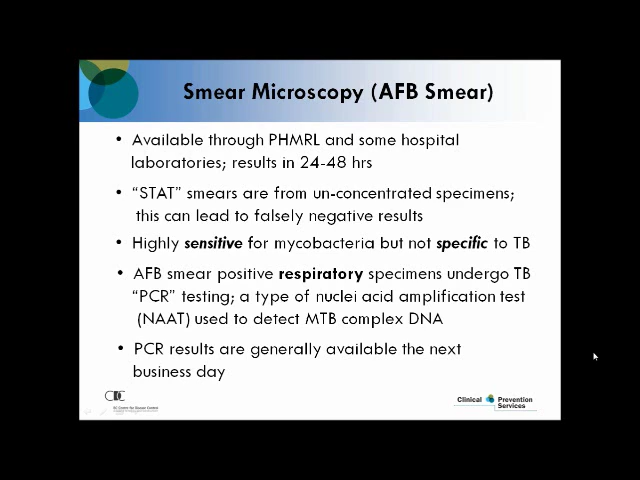 Smear Microscopy (AFB Smear)
• Available through PHMRL and some hospital
laboratories; results in 24-48 hrs
• “STAT” smears are from un-concentrated specimens;
this can lead to falsely negative results
• Highly sensitive for mycobacteria but not specific to TB
• AFB smear positive respiratory specimens undergo TB
“PCR” testing; a type of nuclei acid amplification test
(NAAT) used to detect MTB complex DNA
• PCR results are generally available the next
business day
CDC
BC Centre for Disease Control
Clinical Prevention
Services